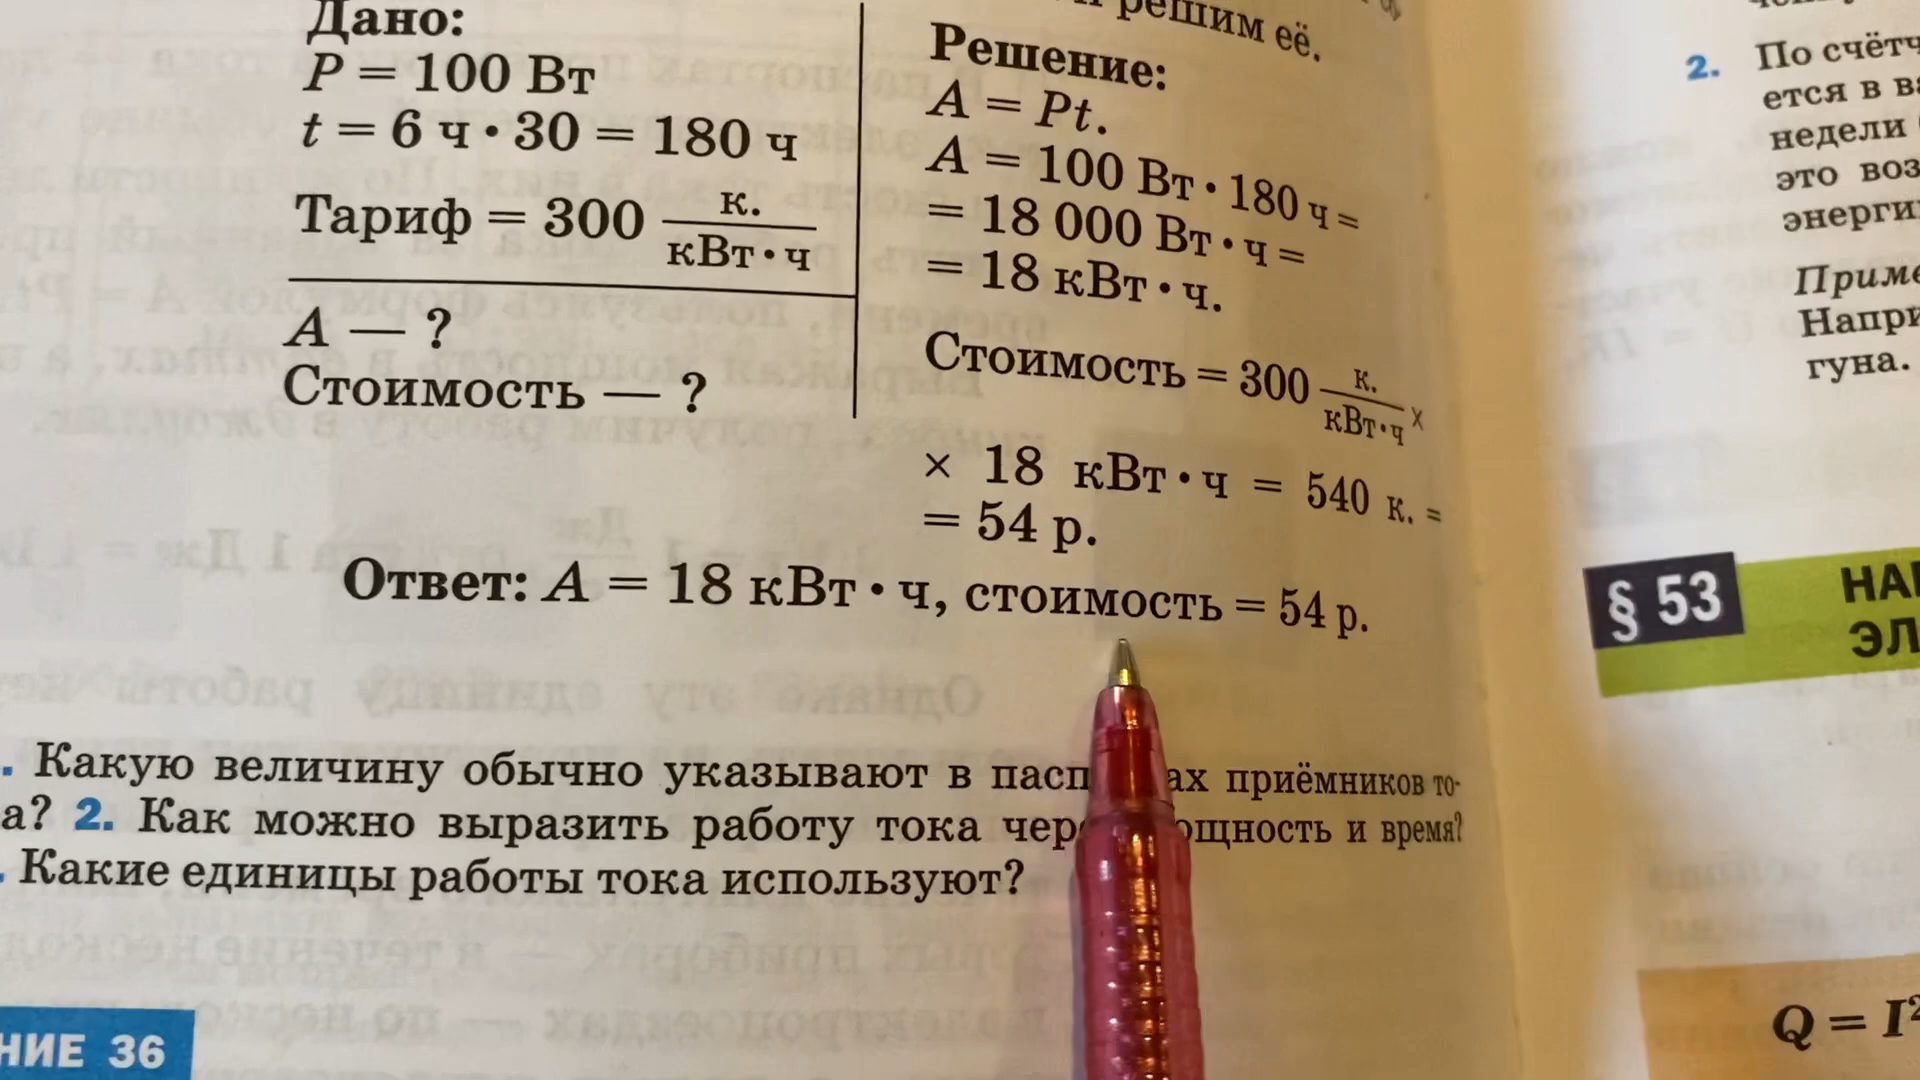 решим её.
Дано:
P = 100 Вт
t = 6 ч · 30 = 180 ч
Тариф = 300 к./кВт · ч
A — ?
Стоимость — ?
Решение:
A = Pt.
A = 100 Вт · 180 ч =
= 18 000 Вт · ч =
= 18 кВт · ч.
Стоимость = 300 к./кВт·ч ×
× 18 кВт · ч = 540 к. =
= 54 р.
Ответ: A = 18 кВт · ч, стоимость = 54 р.
. Какую величину обычно указывают в пасп ах приёмников то-
а? 2. Как можно выразить работу тока чер ощность и время?
. Какие единицы работы тока используют?
НИЕ 36
2. По счётч
ется в ва
недели
это воз
энерги
Приме
Напри
гуна.
§ 53
НАГ
ЭЛ
Q = I²